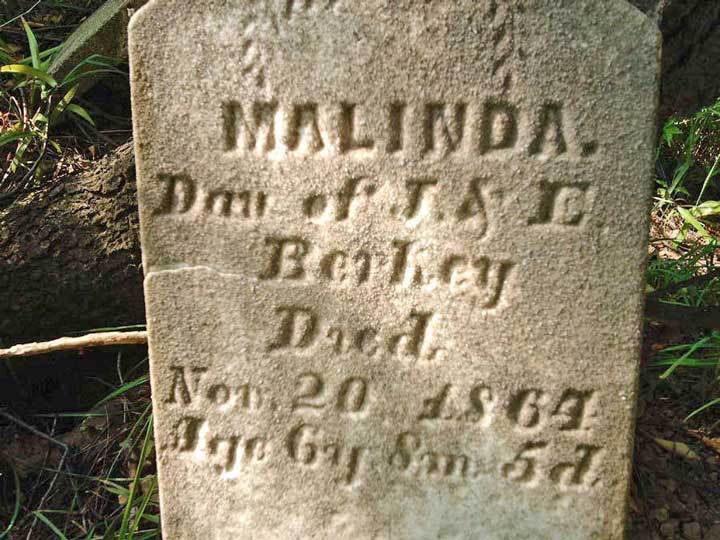 MALINDA.
Dau of J & E.
Berkey
Died.
Nov. 20 1864
Age 6y 8m 5d.